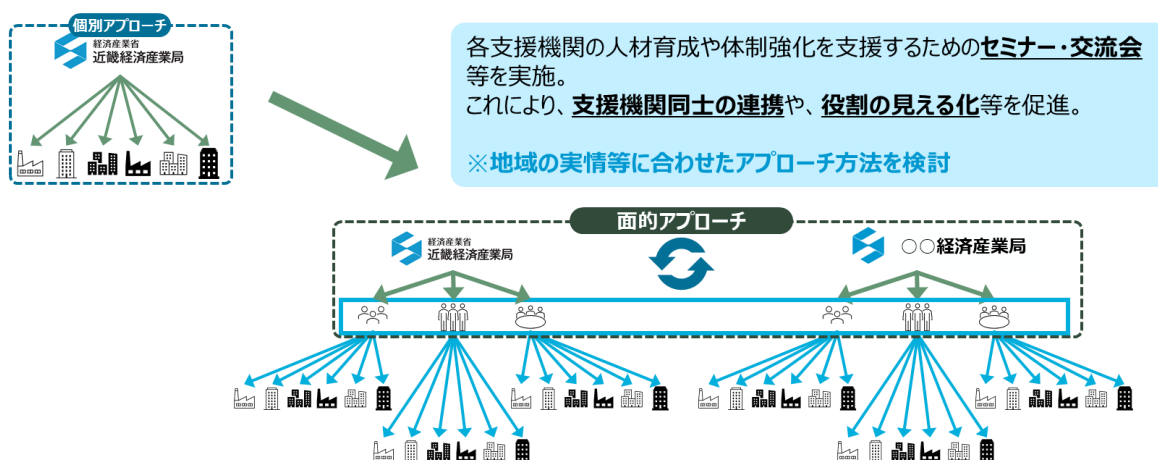 個別アプローチ
経済産業省
近畿経済産業局
各支援機関の人材育成や体制強化を支援するためのセミナー・交流会
等を実施。
これにより、支援機関同士の連携や、役割の見える化等を促進。
※地域の実情等に合わせたアプローチ方法を検討
面的アプローチ
経済産業省
近畿経済産業局
○○経済産業局